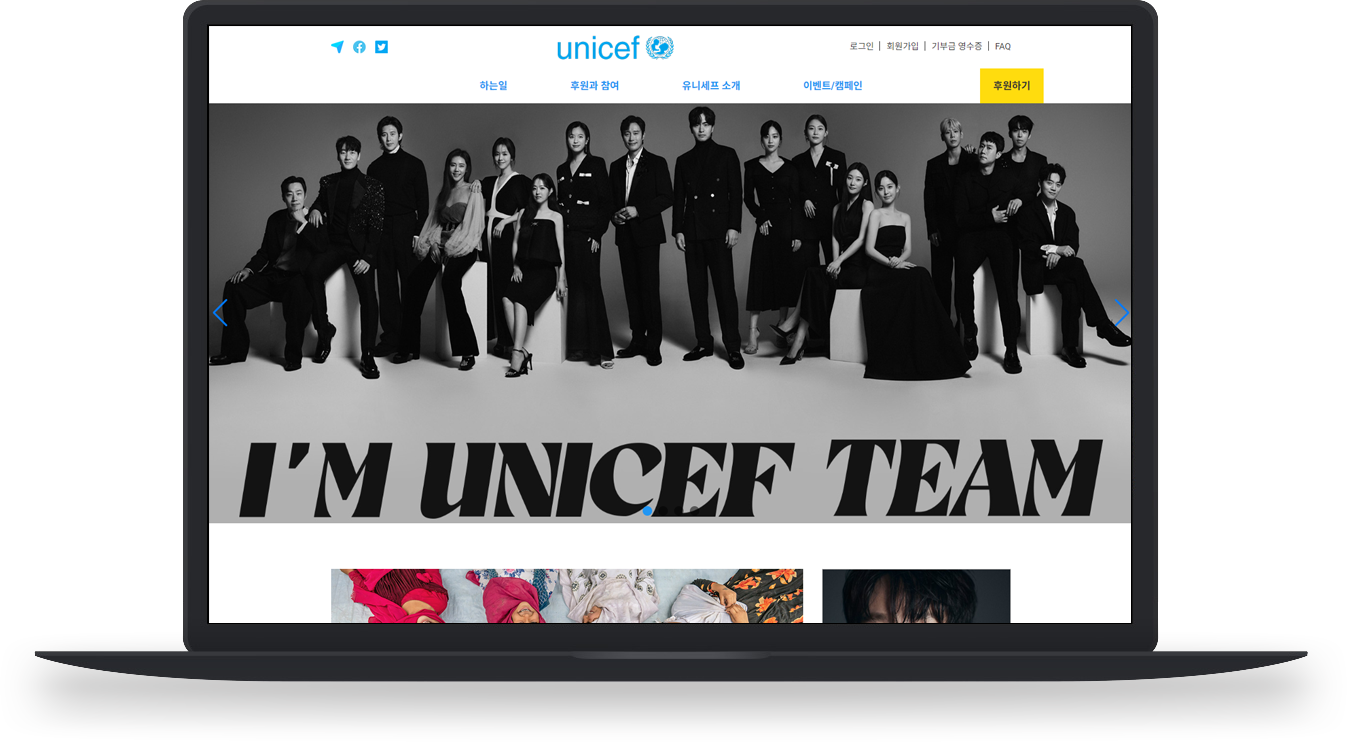 unicef
로그인 | 회원가입 | 기부금 영수증 | FAQ
하는일 후원과 참여 유니세프 소개 이벤트/캠페인 후원하기
I'M UNICEF TEAM